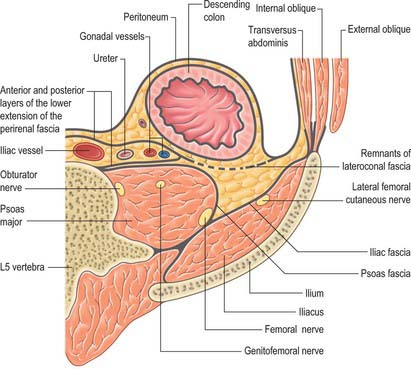 Descending
colon
Internal oblique
Peritoneum
Transversus
abdominis
External oblique
Gonadal vessels
Ureter
Anterior and posterior
layers of the lower
extension of the
perirenal fascia
Iliac vessel
Obturator
nerve
Psoas
major
L5 vertebra
Remnants of
lateroconal fascia
Lateral femoral
cutaneous nerve
Iliac fascia
Psoas fascia
Ilium
Iliacus
Femoral nerve
Genitofemoral nerve